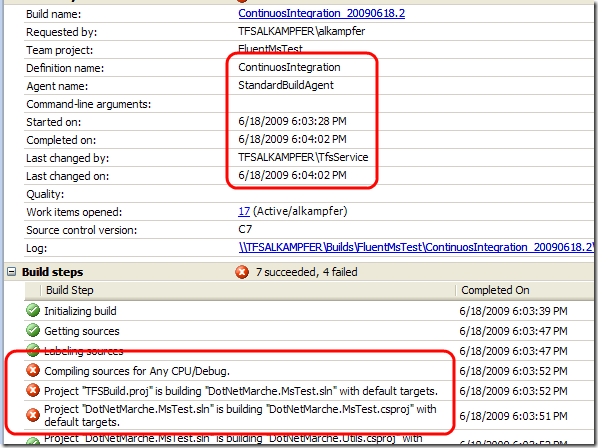 Build name: ContinuosIntegration_20090618.2
Requested by: TFSALKAMPFER\alkampfer
Team project: FluentMsTest
Definition name: ContinuosIntegration
Agent name: StandardBuildAgent
Command-line arguments:
Started on: 6/18/2009 6:03:28 PM
Completed on: 6/18/2009 6:04:02 PM
Last changed by: TFSALKAMPFER\TfsService
Last changed on: 6/18/2009 6:04:02 PM
Quality:
Work items opened: 17 (Active/alkampfer)
Source control version: C7
Log: \\TFSALKAMPFER\Builds\FluentMsTest\ContinuosIntegration_20090618.2\
Build steps 7 succeeded, 4 failed
Build Step Completed On
Initializing build 6/18/2009 6:03:39 PM
Getting sources 6/18/2009 6:03:47 PM
Labeling sources 6/18/2009 6:03:47 PM
Compiling sources for Any CPU/Debug. 6/18/2009 6:03:52 PM
Project "TFSBuild.proj" is building "DotNetMarche.MsTest.sln" with default targets. 6/18/2009 6:03:52 PM
Project "DotNetMarche.MsTest.sln" is building "DotNetMarche.MsTest.csproj" with 6/18/2009 6:03:51 PM
default targets.
Project "DotNetMarche.MsTest.sln" is building "DotNetMarche.Utils.csproj" with